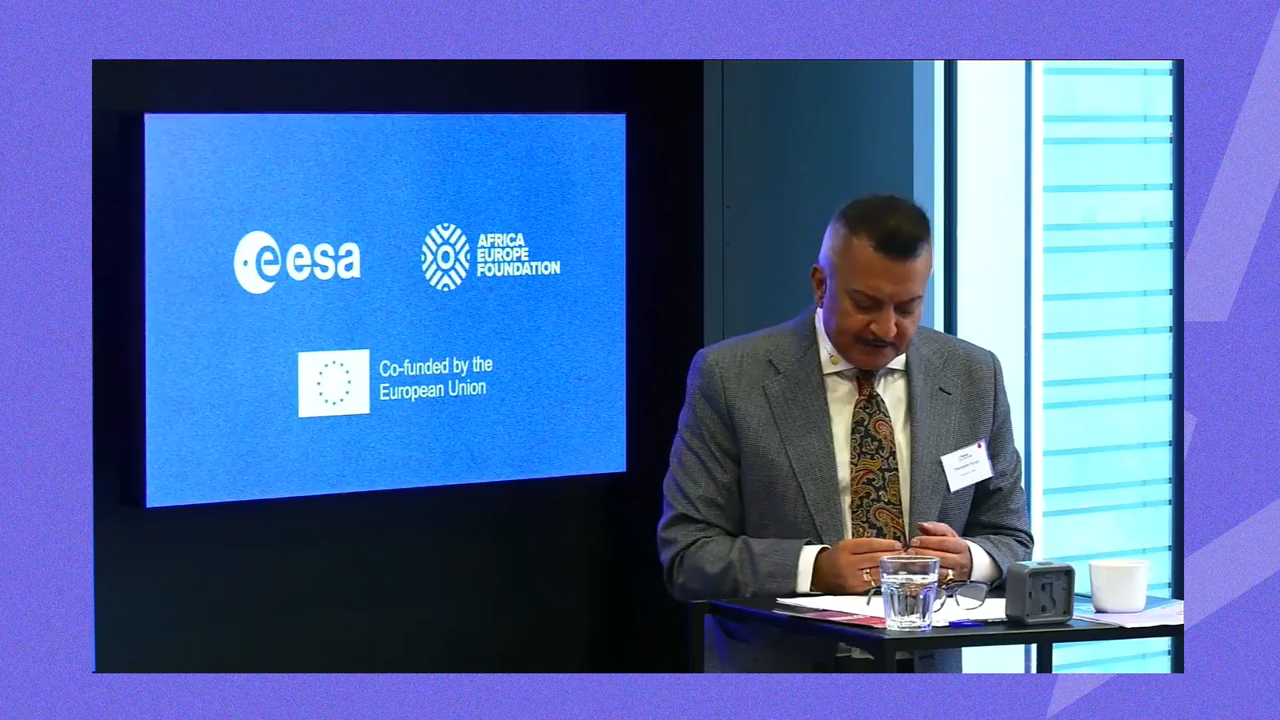 esa
AFRICA
EUROPE
FOUNDATION
Co-funded by the
European Union